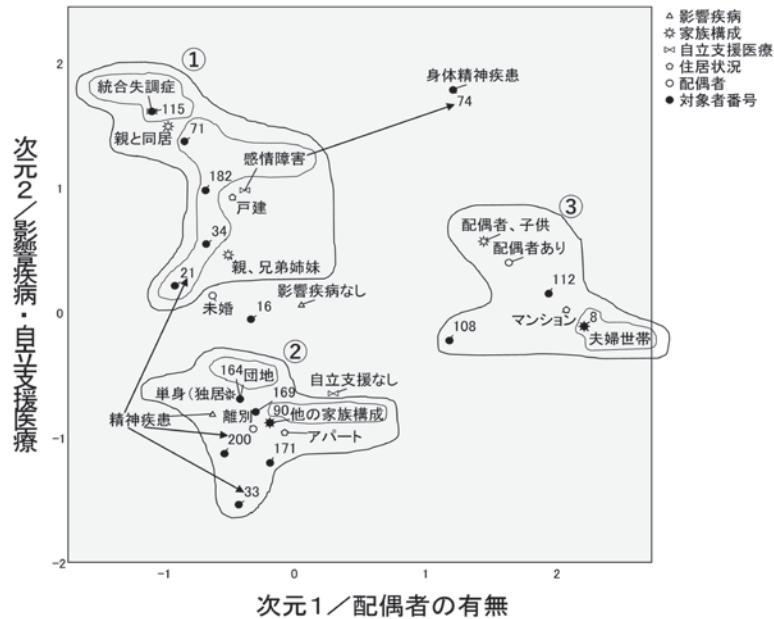 影響疾病
家族構成
自立支援医療
住居状況
配偶者
対象者番号
次元2／影響疾病・自立支援医療
2
1
0
-1
-2
①
統合失調症
115
親と同居
71
感情障害
182
戸建
34
親、兄弟姉妹
21
未婚
16
影響疾病なし
身体精神疾患
74
③
配偶者、子供
配偶者あり
112
マンション
8
夫婦世帯
108
②
164
団地
自立支援なし
単身（独居）
169
精神疾患
離別
90
他の家族構成
200
アパート
171
33
-1
0
1
2
次元1／配偶者の有無